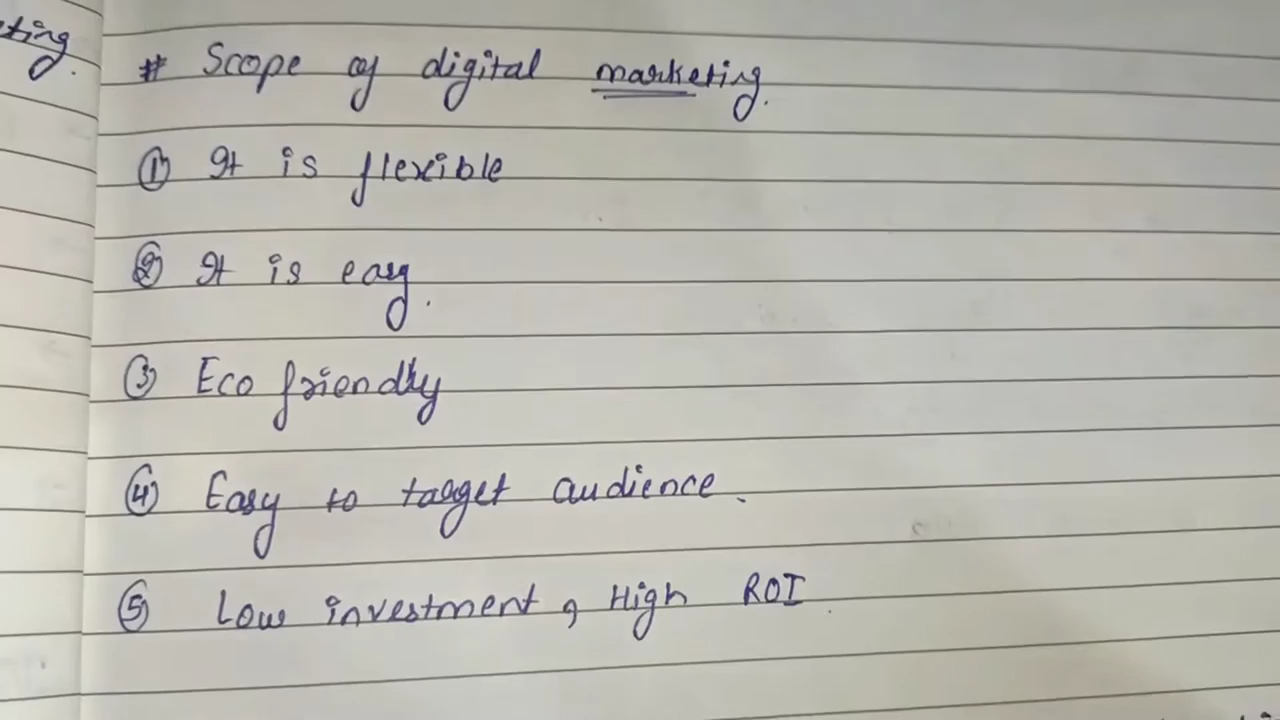 ting.
# Scope of digital marketing.
① It is flexible
② It is easy.
③ Eco friendly
④ Easy to target audience.
⑤ Low investment, High ROI